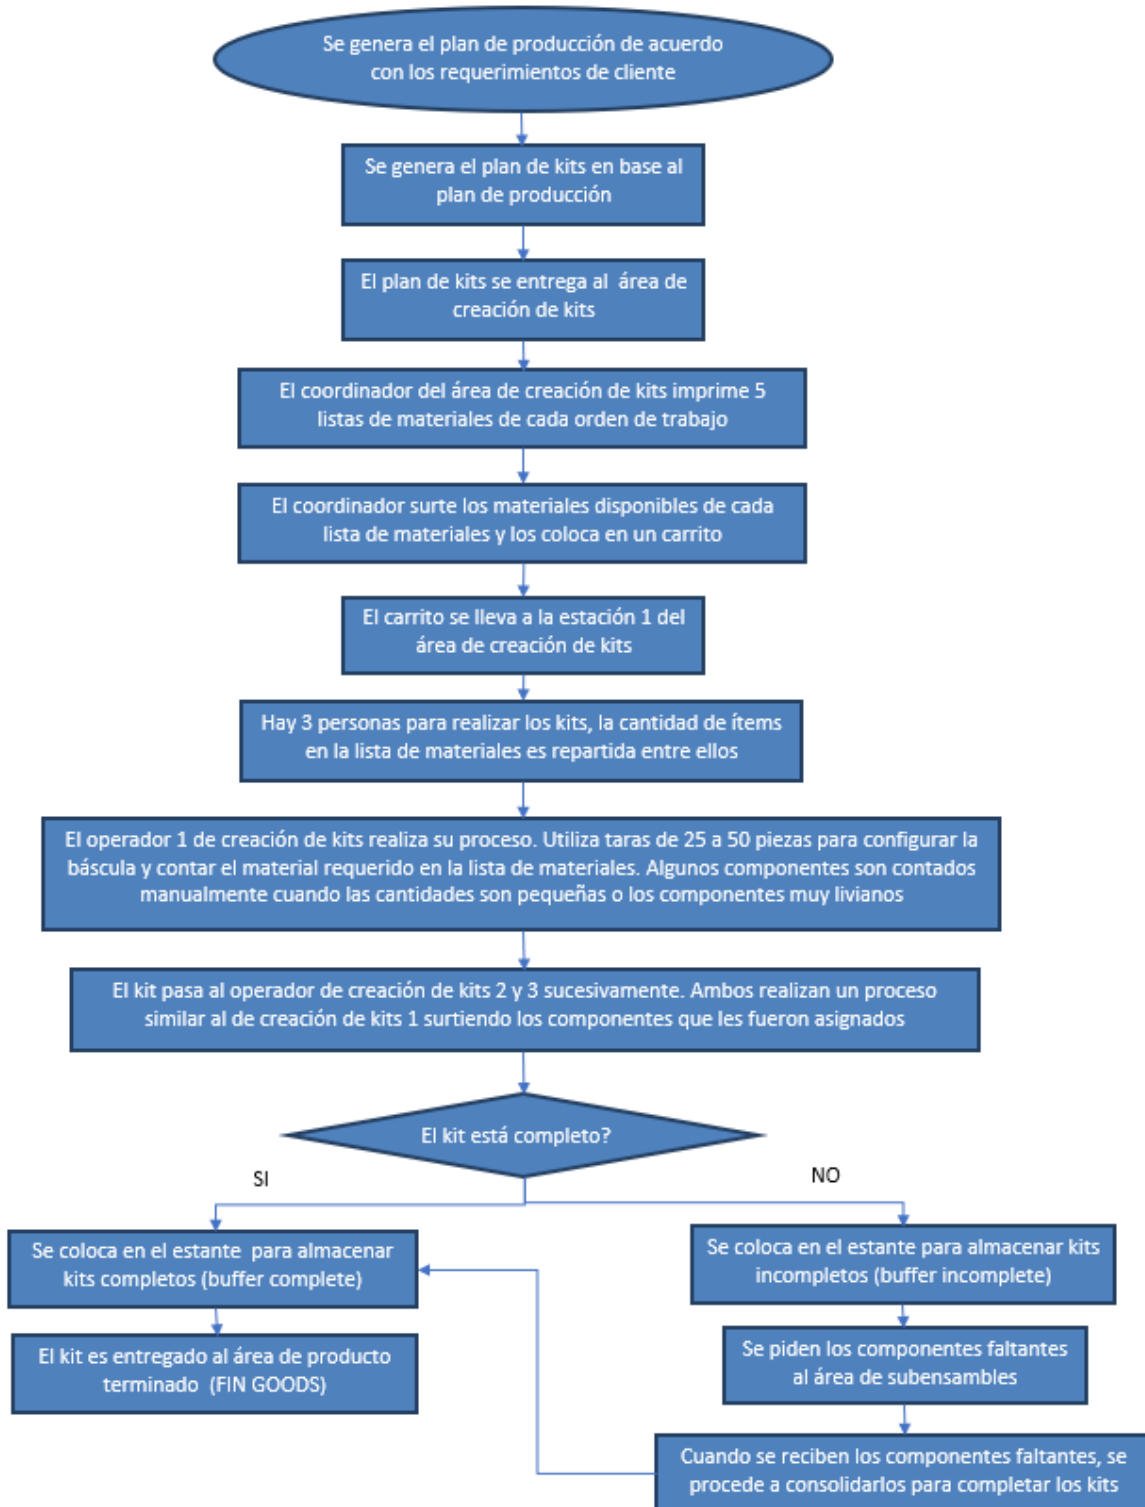 Se genera el plan de producción de acuerdo
con los requerimientos de cliente
Se genera el plan de kits en base al
plan de producción
El plan de kits se entrega al área de
creación de kits
El coordinador del área de creación de kits imprime 5
listas de materiales de cada orden de trabajo
El coordinador surte los materiales disponibles de cada
lista de materiales y los coloca en un carrito
El carrito se lleva a la estación 1 del
área de creación de kits
Hay 3 personas para realizar los kits, la cantidad de ítems
en la lista de materiales es repartida entre ellos
El operador 1 de creación de kits realiza su proceso. Utiliza taras de 25 a 50 piezas para configurar la
báscula y contar el material requerido en la lista de materiales. Algunos componentes son contados
manualmente cuando las cantidades son pequeñas o los componentes muy livianos
El kit pasa al operador de creación de kits 2 y 3 sucesivamente. Ambos realizan un proceso
similar al de creación de kits 1 surtiendo los componentes que les fueron asignados
El kit está completo?
SI
NO
Se coloca en el estante para almacenar
kits completos (buffer complete)
El kit es entregado al área de producto
terminado (FIN GOODS)
Se coloca en el estante para almacenar kits
incompletos (buffer incomplete)
Se piden los componentes faltantes
al área de subensambles
Cuando se reciben los componentes faltantes, se
procede a consolidarlos para completar los kits